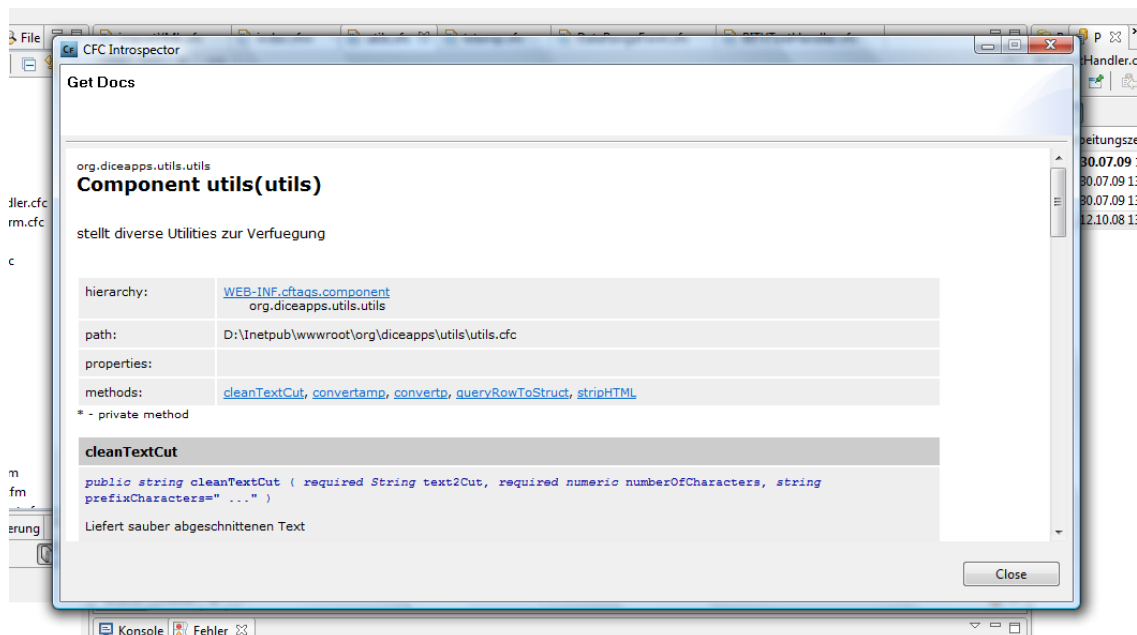 File
CFC Introspector
P
Get Docs
Handler.c
org.diceapps.utils.utils
Component utils(utils)
stellt diverse Utilities zur Verfuegung
hierarchy: WEB-INF.cftags.component
org.diceapps.utils.utils
path: D:\Inetpub\wwwroot\org\diceapps\utils\utils.cfc
properties:
methods: cleanTextCut, convertamp, convertp, queryRowToStruct, stripHTML
* - private method
cleanTextCut
public string cleanTextCut ( required String text2Cut, required numeric numberOfCharacters, string
prefixCharacters=" ..." )
Liefert sauber abgeschnittenen Text
Close
dler.cfc
rm.cfc
c
m
fm
erung
beitungsze
30.07.09 1
30.07.09 13
30.07.09 13
12.10.08 13
Konsole Fehler